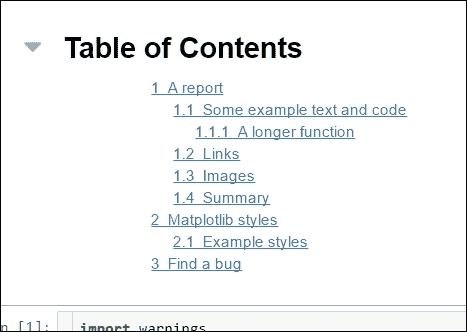 Table of Contents
1 A report
1.1 Some example text and code
1.1.1 A longer function
1.2 Links
1.3 Images
1.4 Summary
2 Matplotlib styles
2.1 Example styles
3 Find a bug
n [1]: import warnings